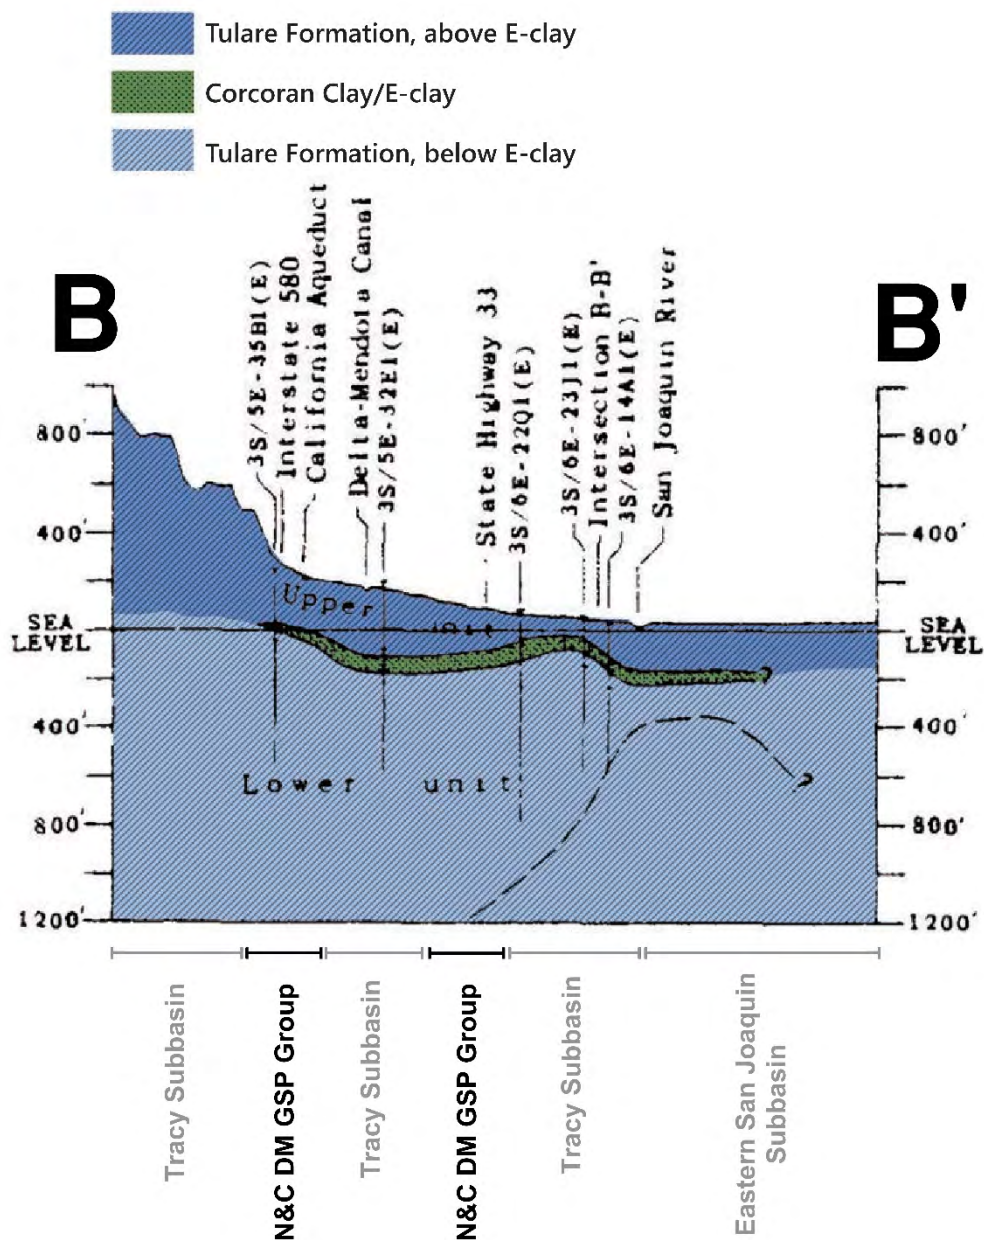 Tulare Formation, above E-clay
Corcoran Clay/E-clay
Tulare Formation, below E-clay
B
B'
3S/5E-35B1(E)
Interstate 580
California Aqueduct
Delta-Mendota Canal
3S/5E-32E1(E)
State Highway 33
3S/6E-22Q1(E)
3S/6E-23J1(E)
Intersection B-B'
3S/6E-14A1(E)
San Joaquin River
800'
400'
SEA
LEVEL
400'
800'
1200'
800'
400'
SEA
LEVEL
400'
800'
1200'
Upper
unit
Lower unit
?
?
Tracy Subbasin
N&C DM GSP Group
Tracy Subbasin
N&C DM GSP Group
Tracy Subbasin
Eastern San Joaquin
Subbasin